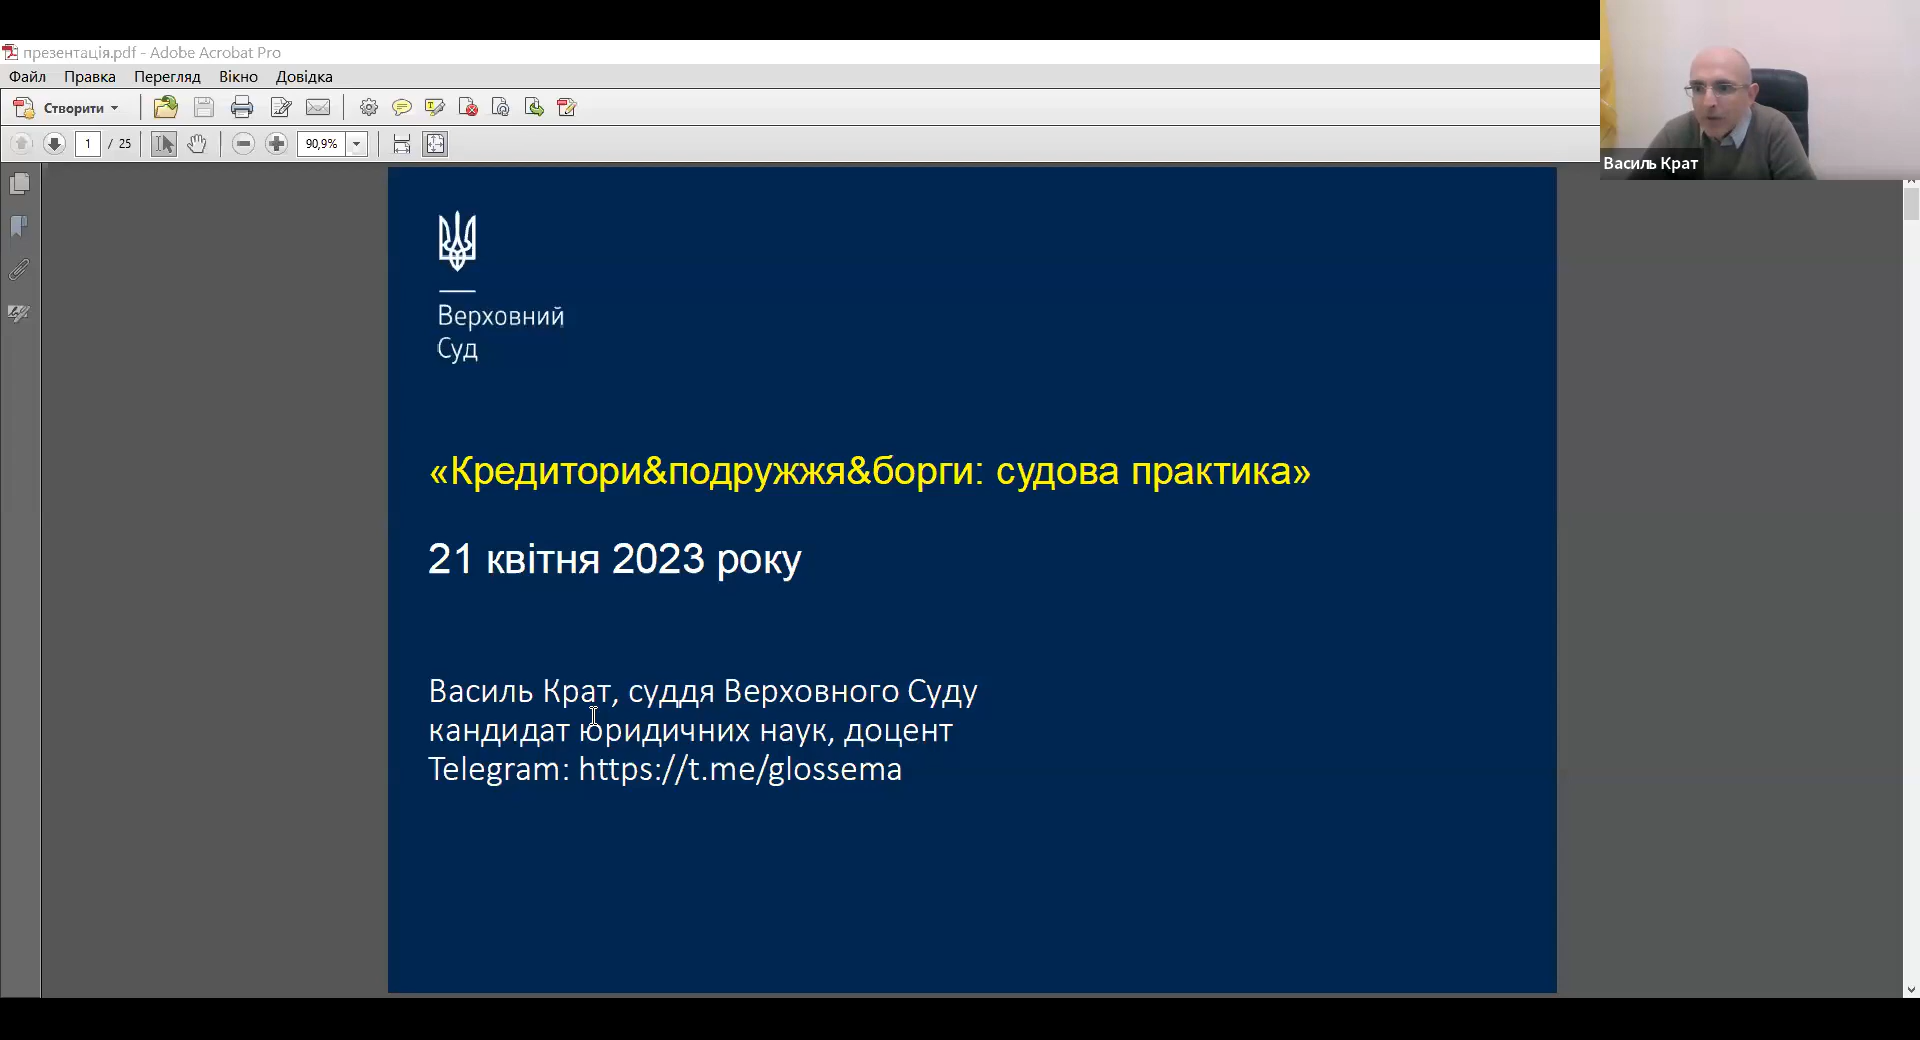 презентація.pdf - Adobe Acrobat Pro
Файл Правка Перегляд Вікно Довідка
Створити
1 / 25 90,9%
Василь Крат
Верховний
Суд
«Кредитори&подружжя&борги: судова практика»
21 квітня 2023 року
Василь Крат, суддя Верховного Суду
кандидат юридичних наук, доцент
Telegram: https://t.me/glossema